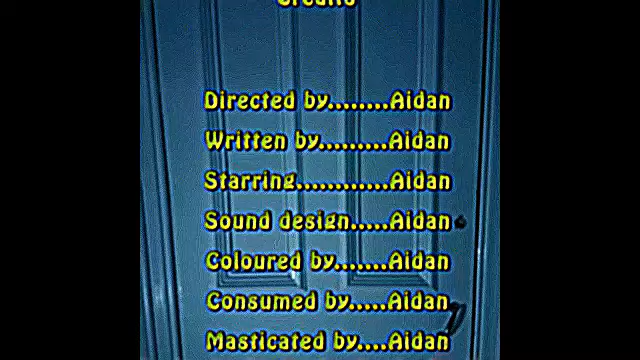 Credits
Directed by........Aidan
Written by.........Aidan
Starring............Aidan
Sound design.....Aidan
Coloured by.......Aidan
Consumed by.....Aidan
Masticated by....Aidan